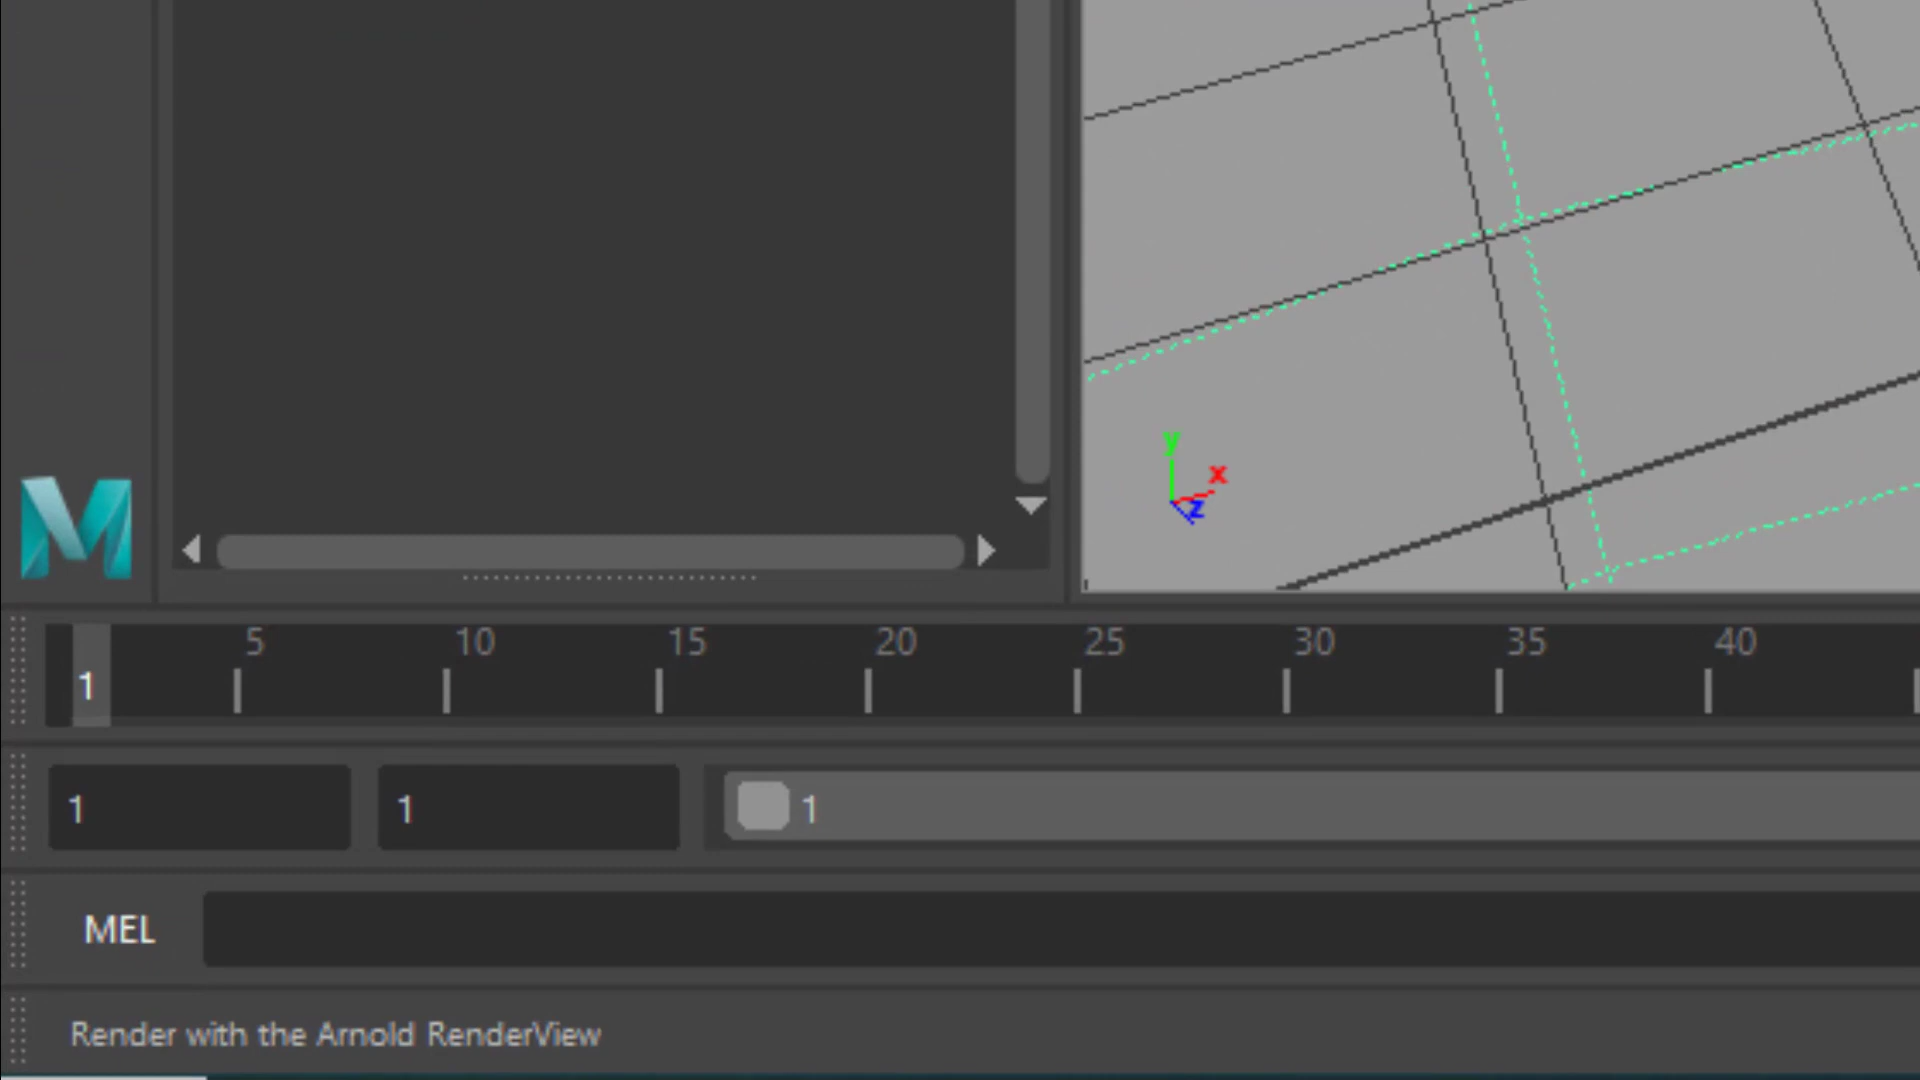 y
x
z
5 10 15 20 25 30 35 40
1
1 1 1
MEL
Render with the Arnold RenderView